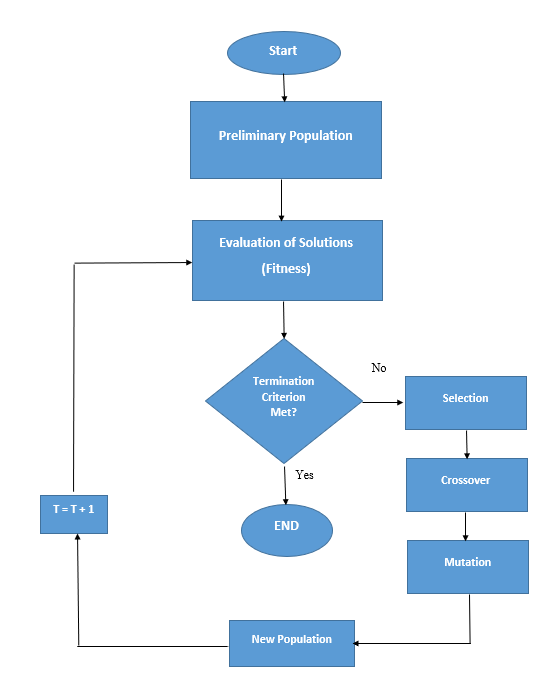 Start
Preliminary Population
Evaluation of Solutions
(Fitness)
Termination
Criterion
Met?
No
Selection
Crossover
Mutation
Yes
END
T = T + 1
New Population